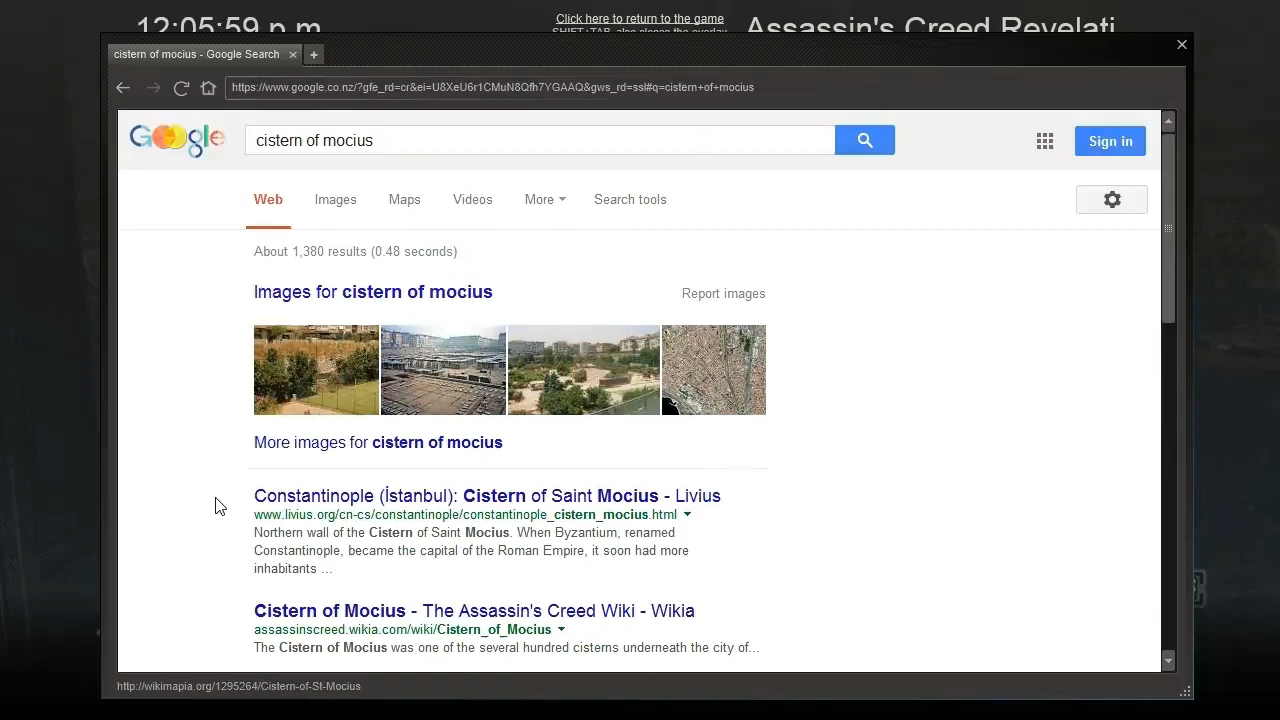 12:05:59 p.m
Click here to return to the game
SHIFT+TAB also closes the overlay
Assassin's Creed Revelati
cistern of mocius - Google Search
https://www.google.co.nz/?gfe_rd=cr&ei=U8XeU6r1CMuN8Qfh7YGAAQ&gws_rd=ssl#q=cistern+of+mocius
Google
cistern of mocius
Sign in
Web Images Maps Videos More Search tools
About 1,380 results (0.48 seconds)
Images for cistern of mocius
Report images
More images for cistern of mocius
Constantinople (İstanbul): Cistern of Saint Mocius - Livius
www.livius.org/cn-cs/constantinople/constantinople_cistern_mocius.html
Northern wall of the Cistern of Saint Mocius. When Byzantium, renamed
Constantinople, became the capital of the Roman Empire, it soon had more
inhabitants ...
Cistern of Mocius - The Assassin's Creed Wiki - Wikia
assassinscreed.wikia.com/wiki/Cistern_of_Mocius
The Cistern of Mocius was one of the several hundred cisterns underneath the city of...
http://wikimapia.org/1295264/Cistern-of-St-Mocius